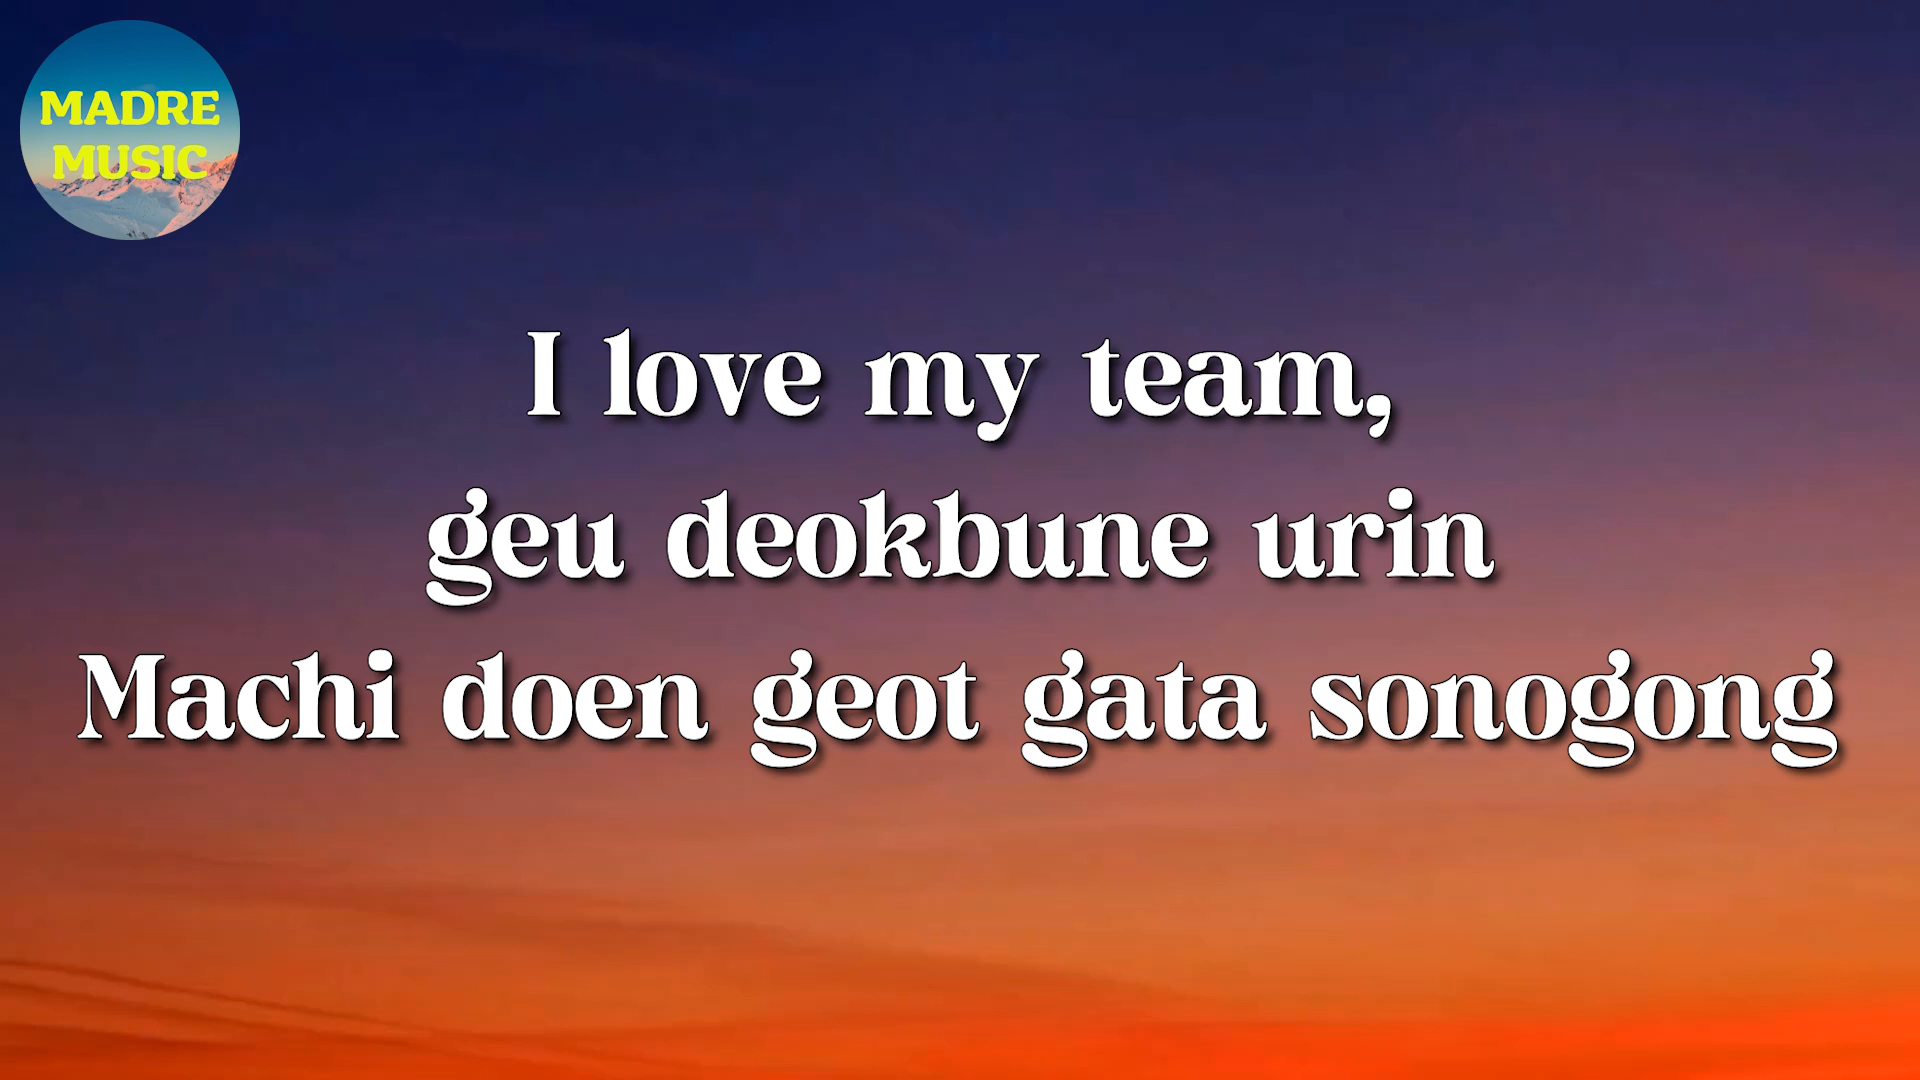 MADRE
MUSIC
I love my team,
geu deokbune urin
Machi doen geot gata sonogong